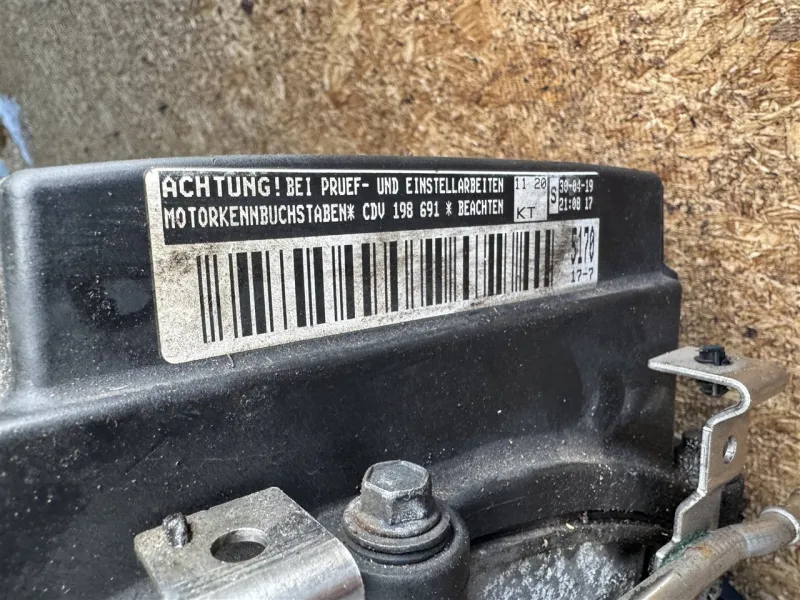 ACHTUNG! BEI PRUEF- UND EINSTELLARBEITEN
MOTORKENNBUCHSTABEN* CDV 198 691 * BEACHTEN
11 20
KT
S
30-04-19
21:08 17
5170
17-7